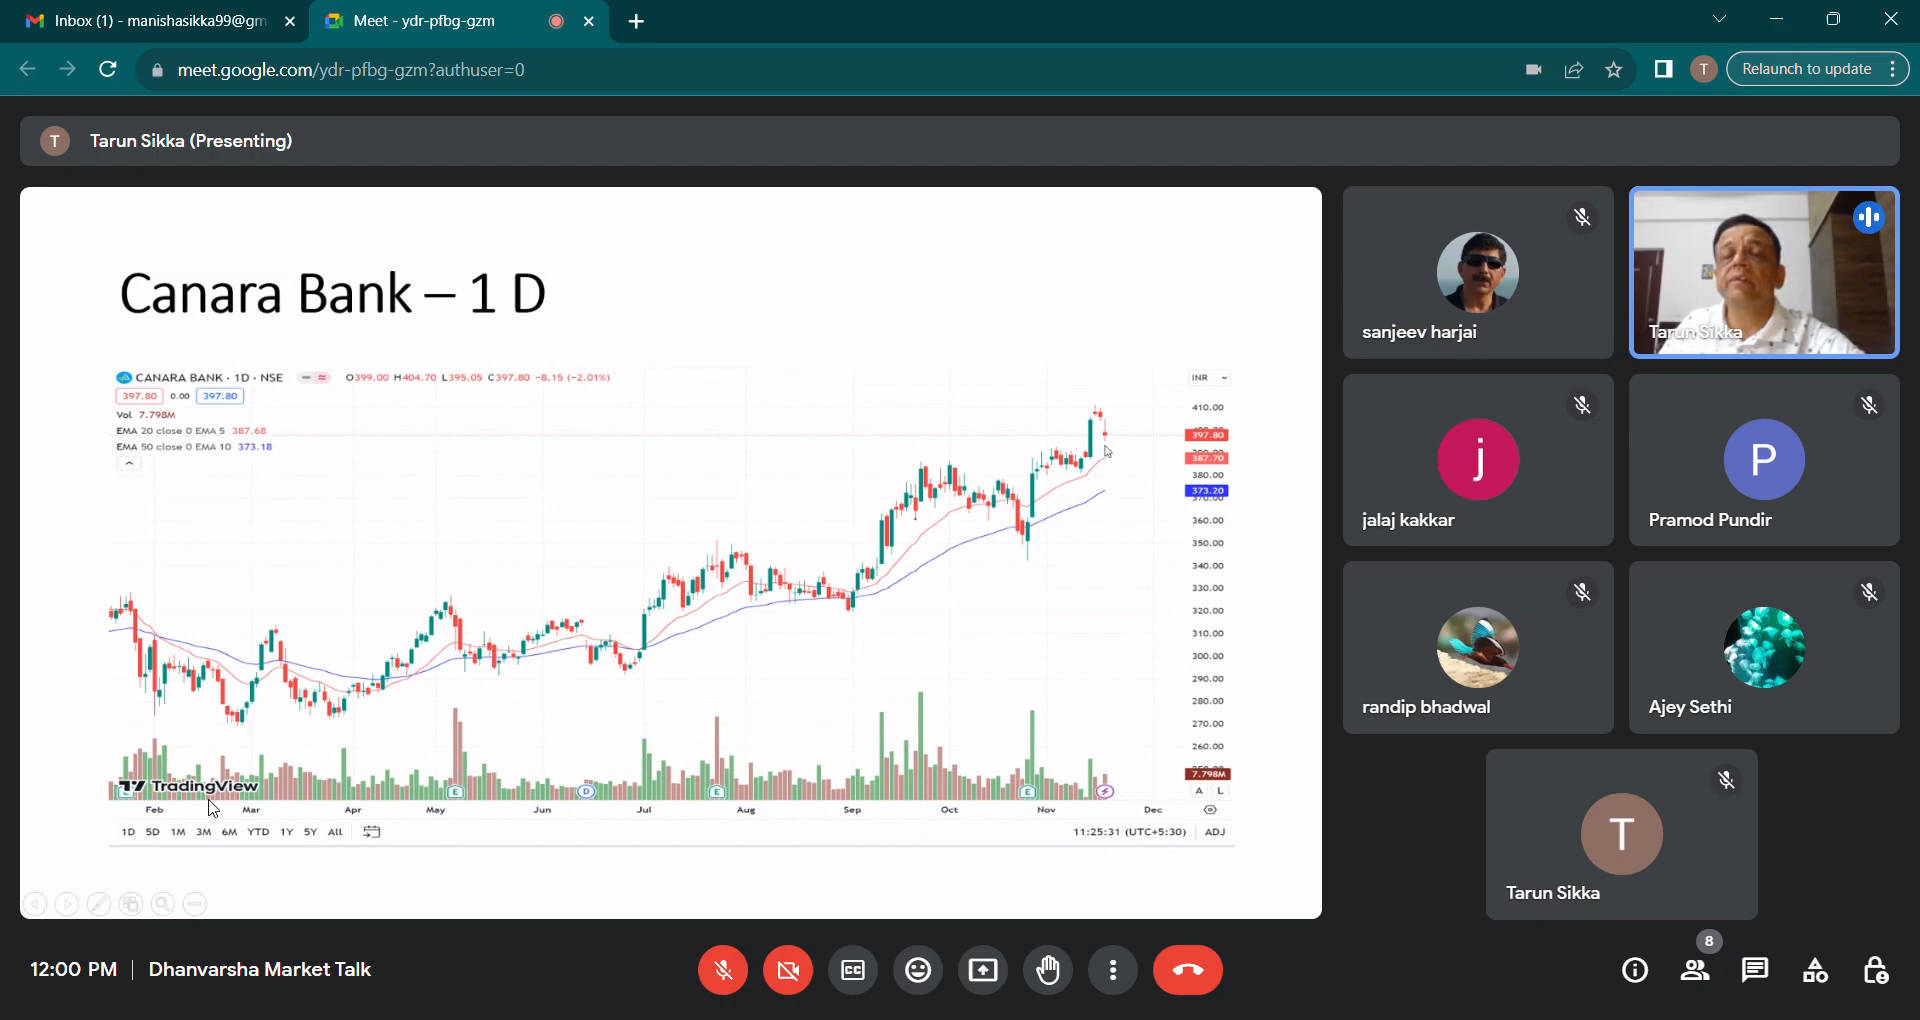 Inbox (1) - manishasikka99@gm
Meet - ydr-pfbg-gzm
meet.google.com/ydr-pfbg-gzm?authuser=0
T
Relaunch to update
T
Tarun Sikka (Presenting)
Canara Bank – 1 D
CANARA BANK · 1D · NSE
O399.00 H404.70 L395.05 C397.80 -8.15 (-2.01%)
INR
397.80 0.00 397.80
Vol 7.798M
EMA 20 close 0 EMA 5 387.68
EMA 50 close 0 EMA 10 373.18
410.00
397.80
387.70
380.00
373.20
360.00
350.00
340.00
330.00
320.00
310.00
300.00
290.00
280.00
270.00
260.00
7.798M
TradingView
E
D
E
E
A L
Feb Mar Apr May Jun Jul Aug Sep Oct Nov Dec
1D 5D 1M 3M 6M YTD 1Y 5Y All
11:25:31 (UTC+5:30) ADJ
sanjeev harjai
Tarun Sikka
j
jalaj kakkar
P
Pramod Pundir
randip bhadwal
Ajey Sethi
T
Tarun Sikka
12:00 PM | Dhanvarsha Market Talk
CC
8